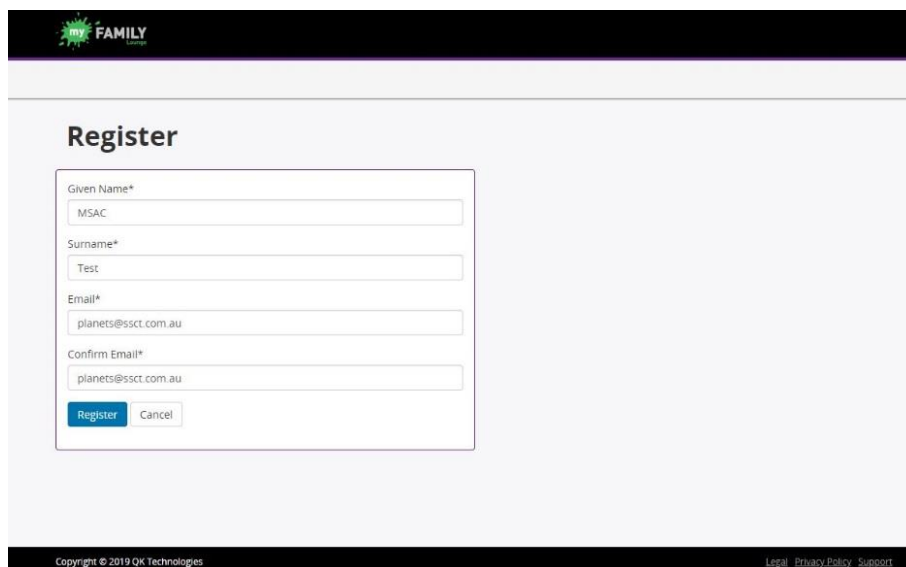 my FAMILY
Lounge
Register
Given Name*
MSAC
Surname*
Test
Email*
planets@ssct.com.au
Confirm Email*
planets@ssct.com.au
Register Cancel
Copyright © 2019 QK Technologies Legal Privacy Policy Support